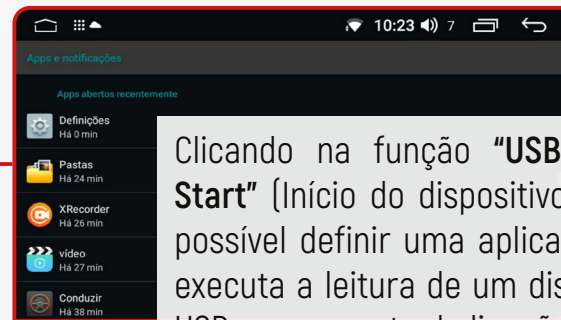 10:23 7
Apps e notificações
Apps abertos recentemente
Definições
Há 0 min
Pastas
Há 24 min
XRecorder
Há 26 min
vídeo
Há 27 min
Conduzir
Há 38 min
Clicando na função "USB
Start" (Início do dispositivo
possível definir uma aplica
executa a leitura de um dis